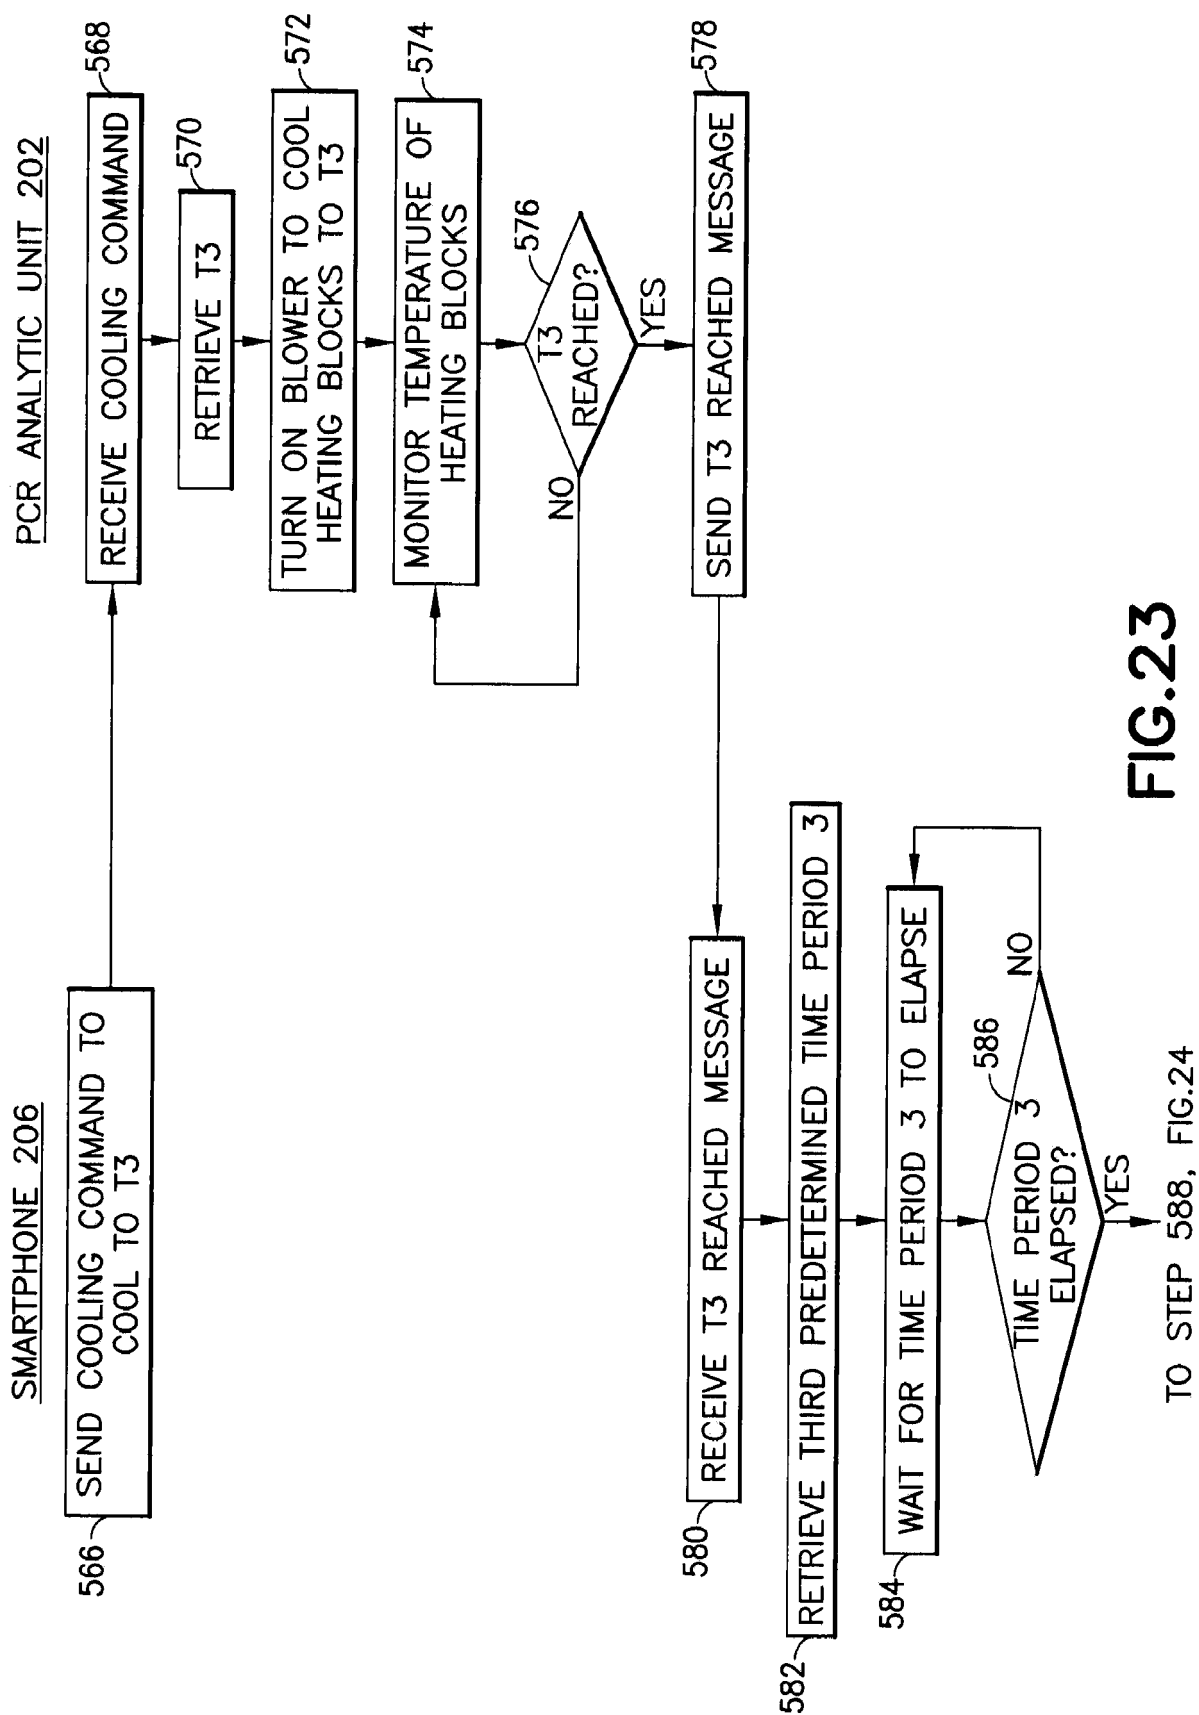 SMARTPHONE 206
PCR ANALYTIC UNIT 202
566
SEND COOLING COMMAND TO
COOL TO T3
568
RECEIVE COOLING COMMAND
570
RETRIEVE T3
572
TURN ON BLOWER TO COOL
HEATING BLOCKS TO T3
574
MONITOR TEMPERATURE OF
HEATING BLOCKS
576
T3
REACHED?
NO
YES
578
SEND T3 REACHED MESSAGE
580
RECEIVE T3 REACHED MESSAGE
582
RETRIEVE THIRD PREDETERMINED TIME PERIOD 3
584
WAIT FOR TIME PERIOD 3 TO ELAPSE
586
TIME PERIOD 3
ELAPSED?
NO
YES
TO STEP 588, FIG.24
FIG.23